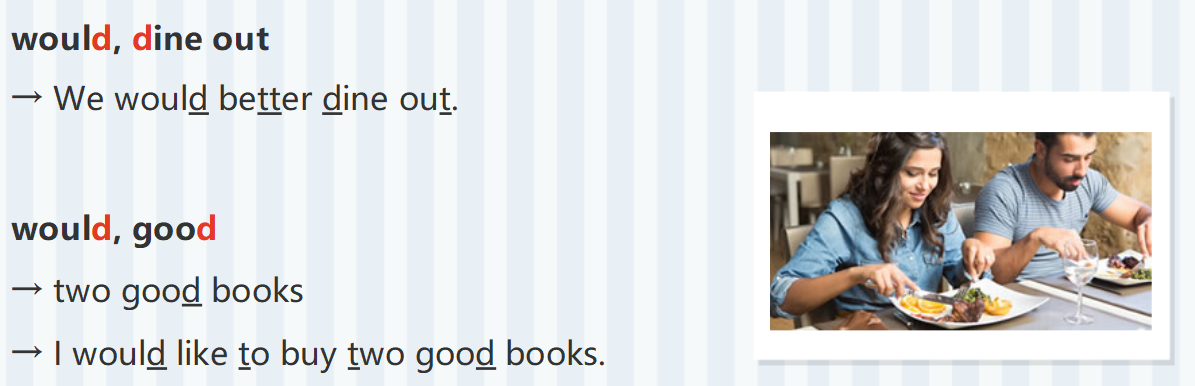 would, dine out
→ We would better dine out.
would, good
→ two good books
→ I would like to buy two good books.